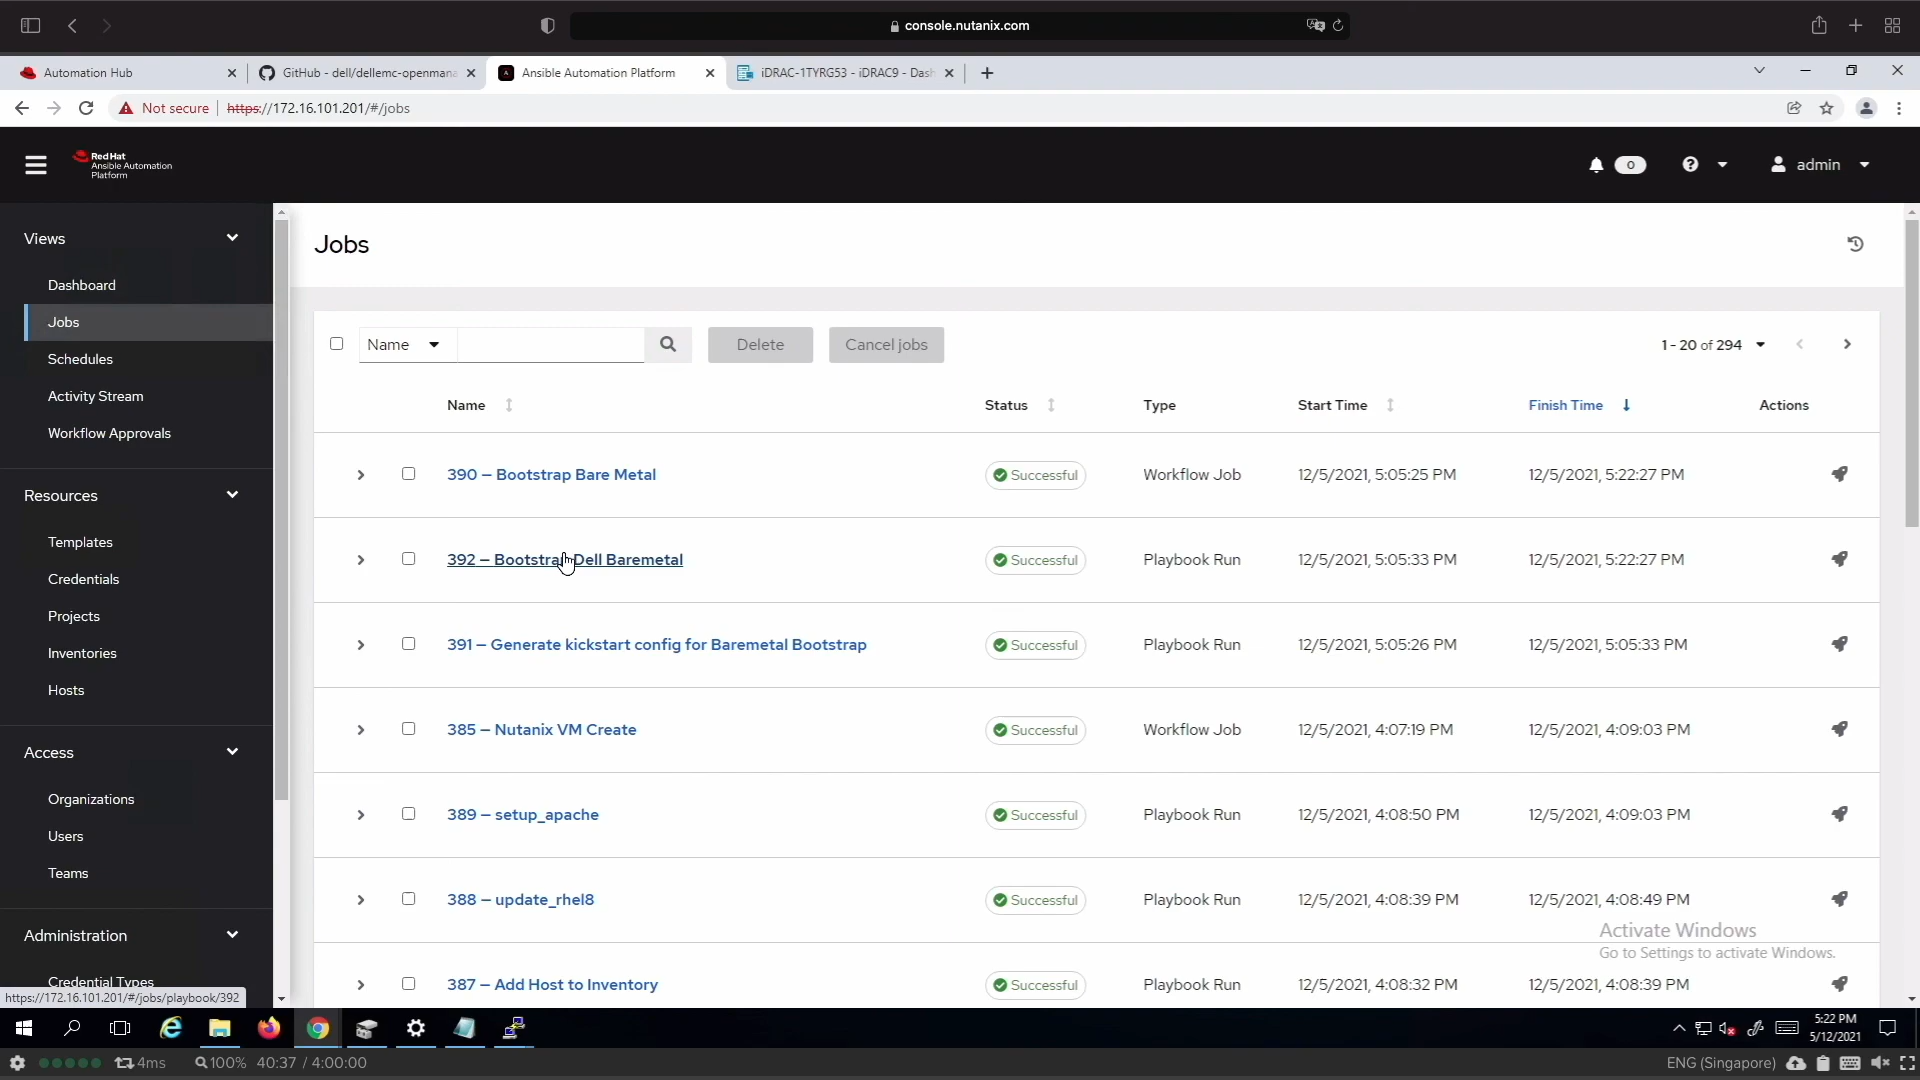 console.nutanix.com
Automation Hub
GitHub - dell/dellemc-openmana
Ansible Automation Platform
iDRAC-1TYRG53 - iDRAC9 - Dash
Not secure
https://172.16.101.201/#/jobs
Red Hat
Ansible Automation
Platform
0
admin
Views
Dashboard
Jobs
Schedules
Activity Stream
Workflow Approvals
Resources
Templates
Credentials
Projects
Inventories
Hosts
Access
Organizations
Users
Teams
Administration
Credential Types
https://172.16.101.201/#/jobs/playbook/392
Jobs
Name
Delete
Cancel jobs
1 - 20 of 294
Name Status Type Start Time Finish Time Actions
390 – Bootstrap Bare Metal Successful Workflow Job 12/5/2021, 5:05:25 PM 12/5/2021, 5:22:27 PM
392 – Bootstrap Dell Baremetal Successful Playbook Run 12/5/2021, 5:05:33 PM 12/5/2021, 5:22:27 PM
391 – Generate kickstart config for Baremetal Bootstrap Successful Playbook Run 12/5/2021, 5:05:26 PM 12/5/2021, 5:05:33 PM
385 – Nutanix VM Create Successful Workflow Job 12/5/2021, 4:07:19 PM 12/5/2021, 4:09:03 PM
389 – setup_apache Successful Playbook Run 12/5/2021, 4:08:50 PM 12/5/2021, 4:09:03 PM
388 – update_rhel8 Successful Playbook Run 12/5/2021, 4:08:39 PM 12/5/2021, 4:08:49 PM
387 – Add Host to Inventory Successful Playbook Run 12/5/2021, 4:08:32 PM 12/5/2021, 4:08:39 PM
Activate Windows
Go to Settings to activate Windows.
5:22 PM
5/12/2021
4ms
100%
40:37 / 4:00:00
ENG (Singapore)